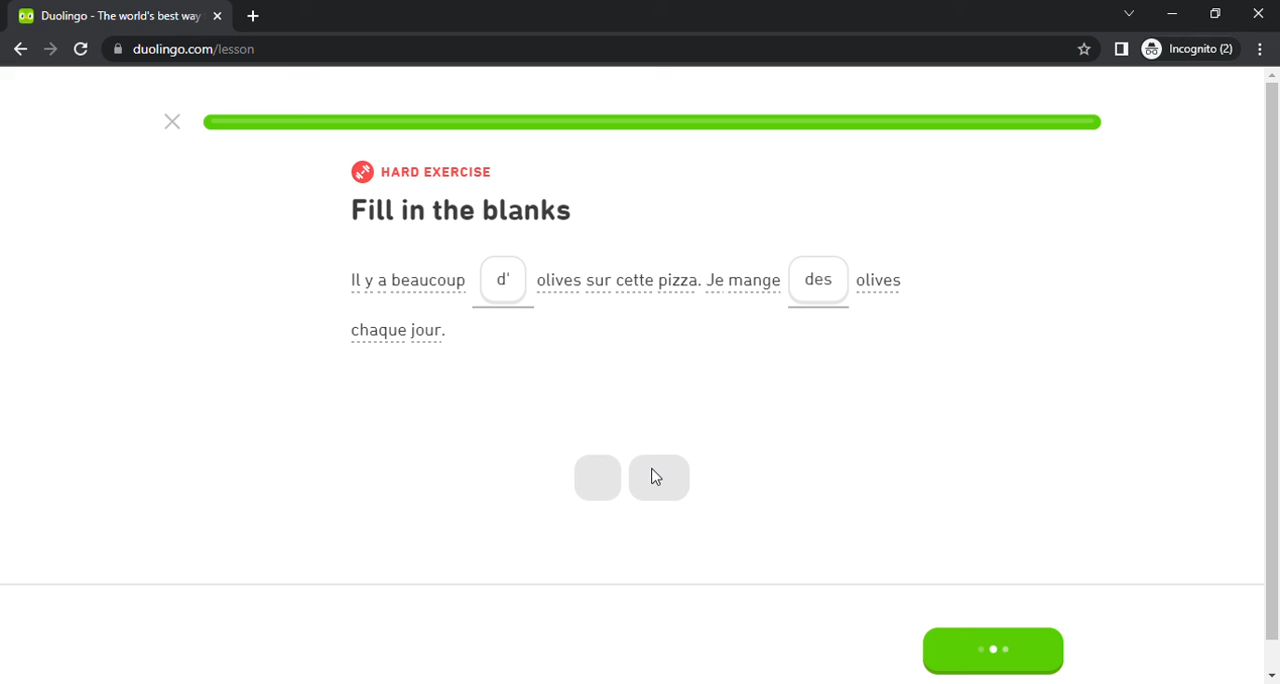 Duolingo - The world's best way
duolingo.com/lesson
Incognito (2)
HARD EXERCISE
Fill in the blanks
Il y a beaucoup d' olives sur cette pizza. Je mange des olives
chaque jour.